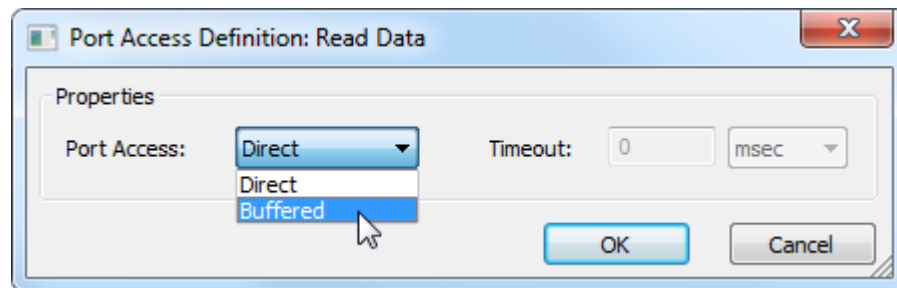 Port Access Definition: Read Data
Properties
Port Access: Direct Timeout: 0 msec
Direct
Buffered
OK Cancel